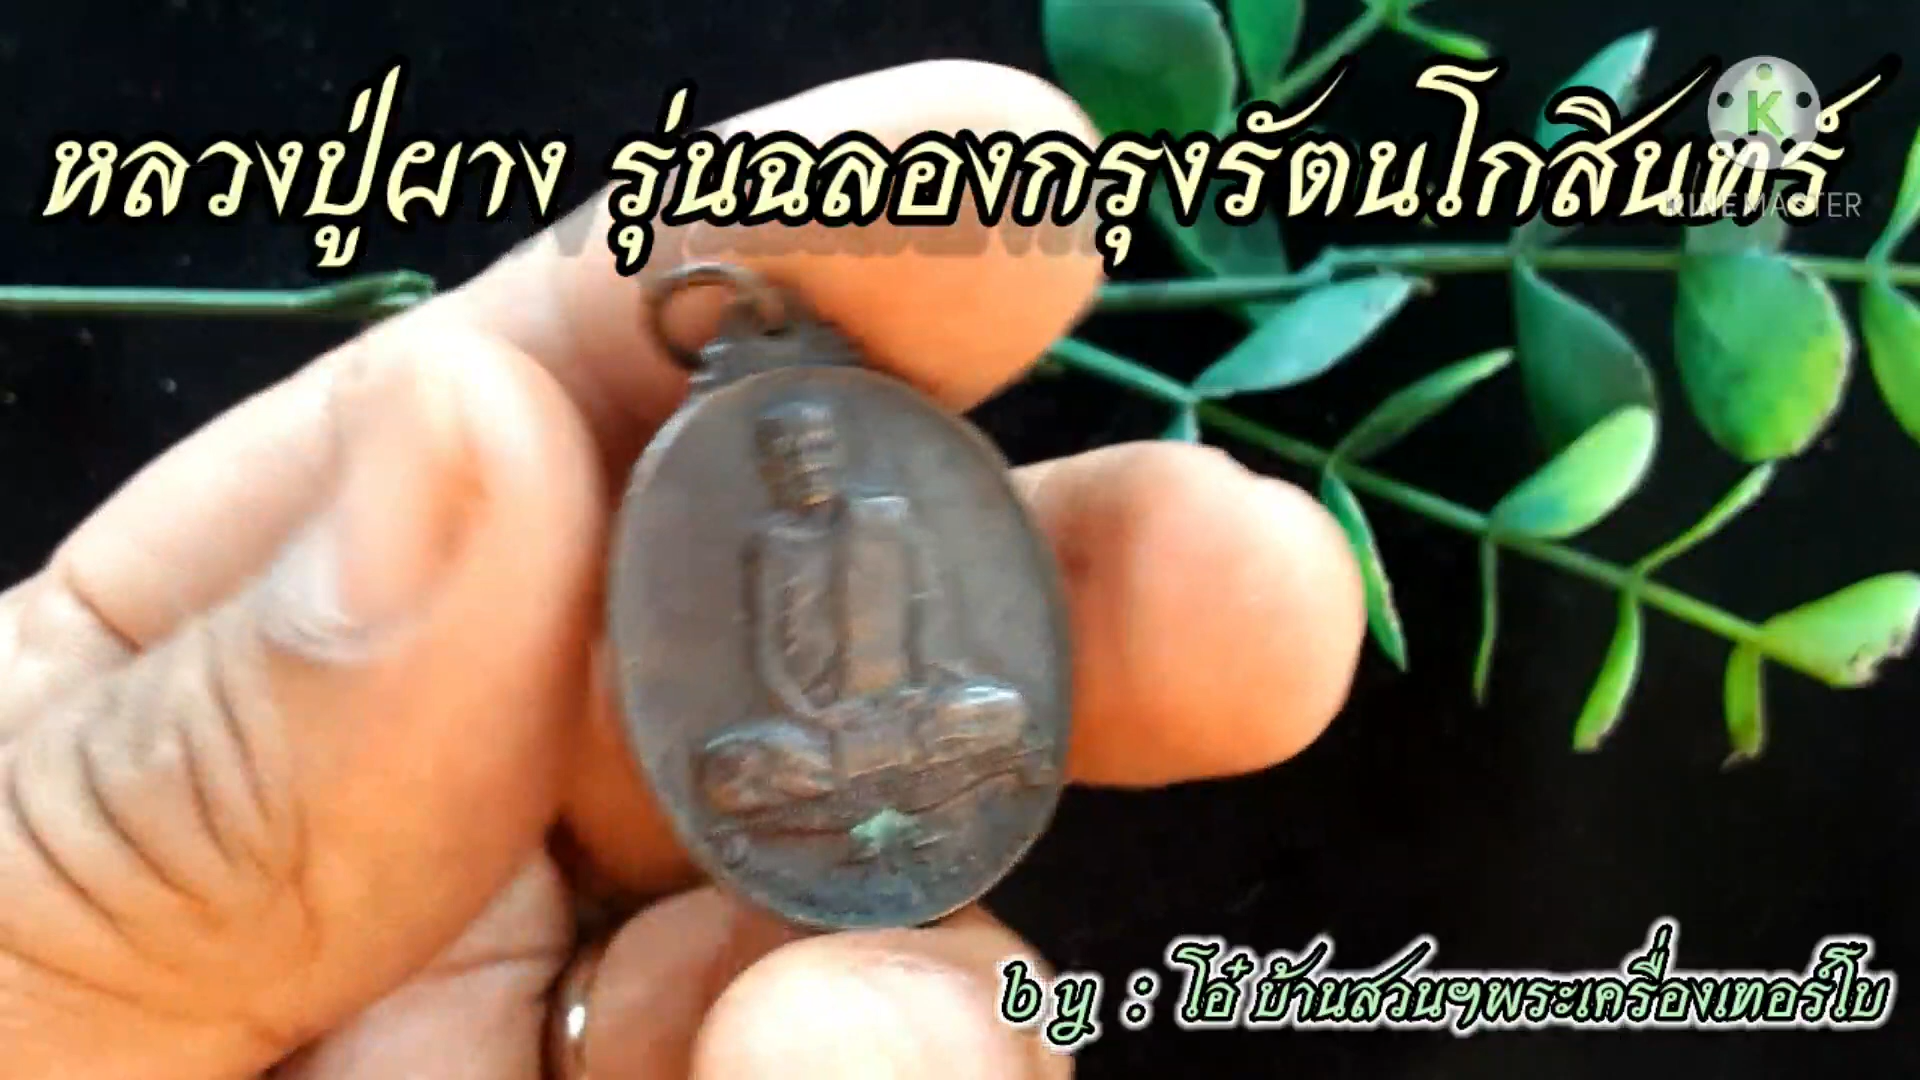 หลวงปู่ผาง รุ่นฉลองกรุงรัตนโกสินทร์
K
KINEMASTER
by : โอ๋ บ้านสวนฯพระเครื่องเทอร์โบ